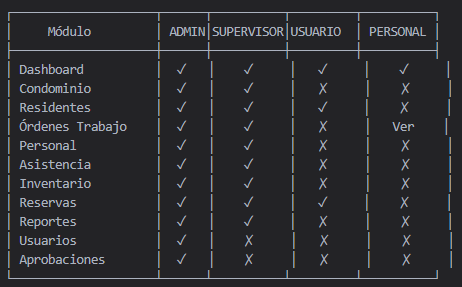 Módulo | ADMIN | SUPERVISOR | USUARIO | PERSONAL
Dashboard | ✓ | ✓ | ✓ | ✓
Condominio | ✓ | ✓ | ✗ | ✗
Residentes | ✓ | ✓ | ✓ | ✗
Órdenes Trabajo | ✓ | ✓ | ✗ | Ver
Personal | ✓ | ✓ | ✗ | ✗
Asistencia | ✓ | ✓ | ✗ | ✗
Inventario | ✓ | ✓ | ✗ | ✗
Reservas | ✓ | ✓ | ✓ | ✗
Reportes | ✓ | ✓ | ✗ | ✗
Usuarios | ✓ | ✗ | ✗ | ✗
Aprobaciones | ✓ | ✗ | ✗ | ✗